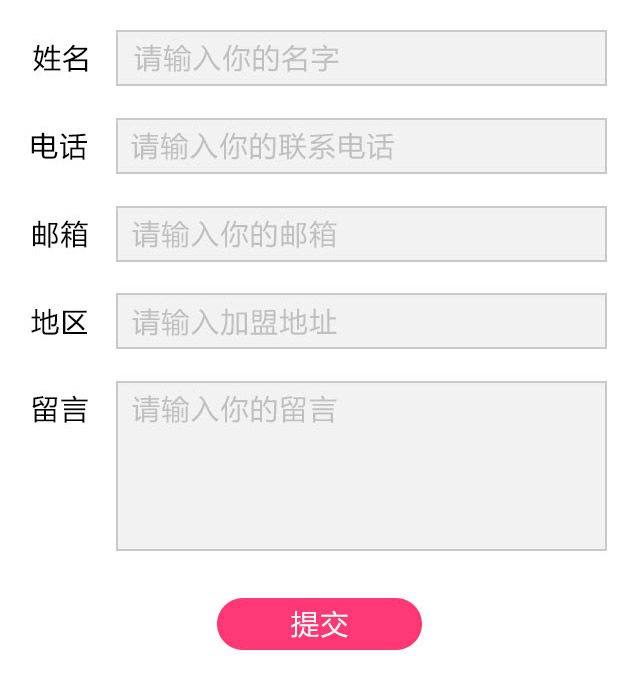 姓名 请输入你的名字
电话 请输入你的联系电话
邮箱 请输入你的邮箱
地区 请输入加盟地址
留言 请输入你的留言
提交